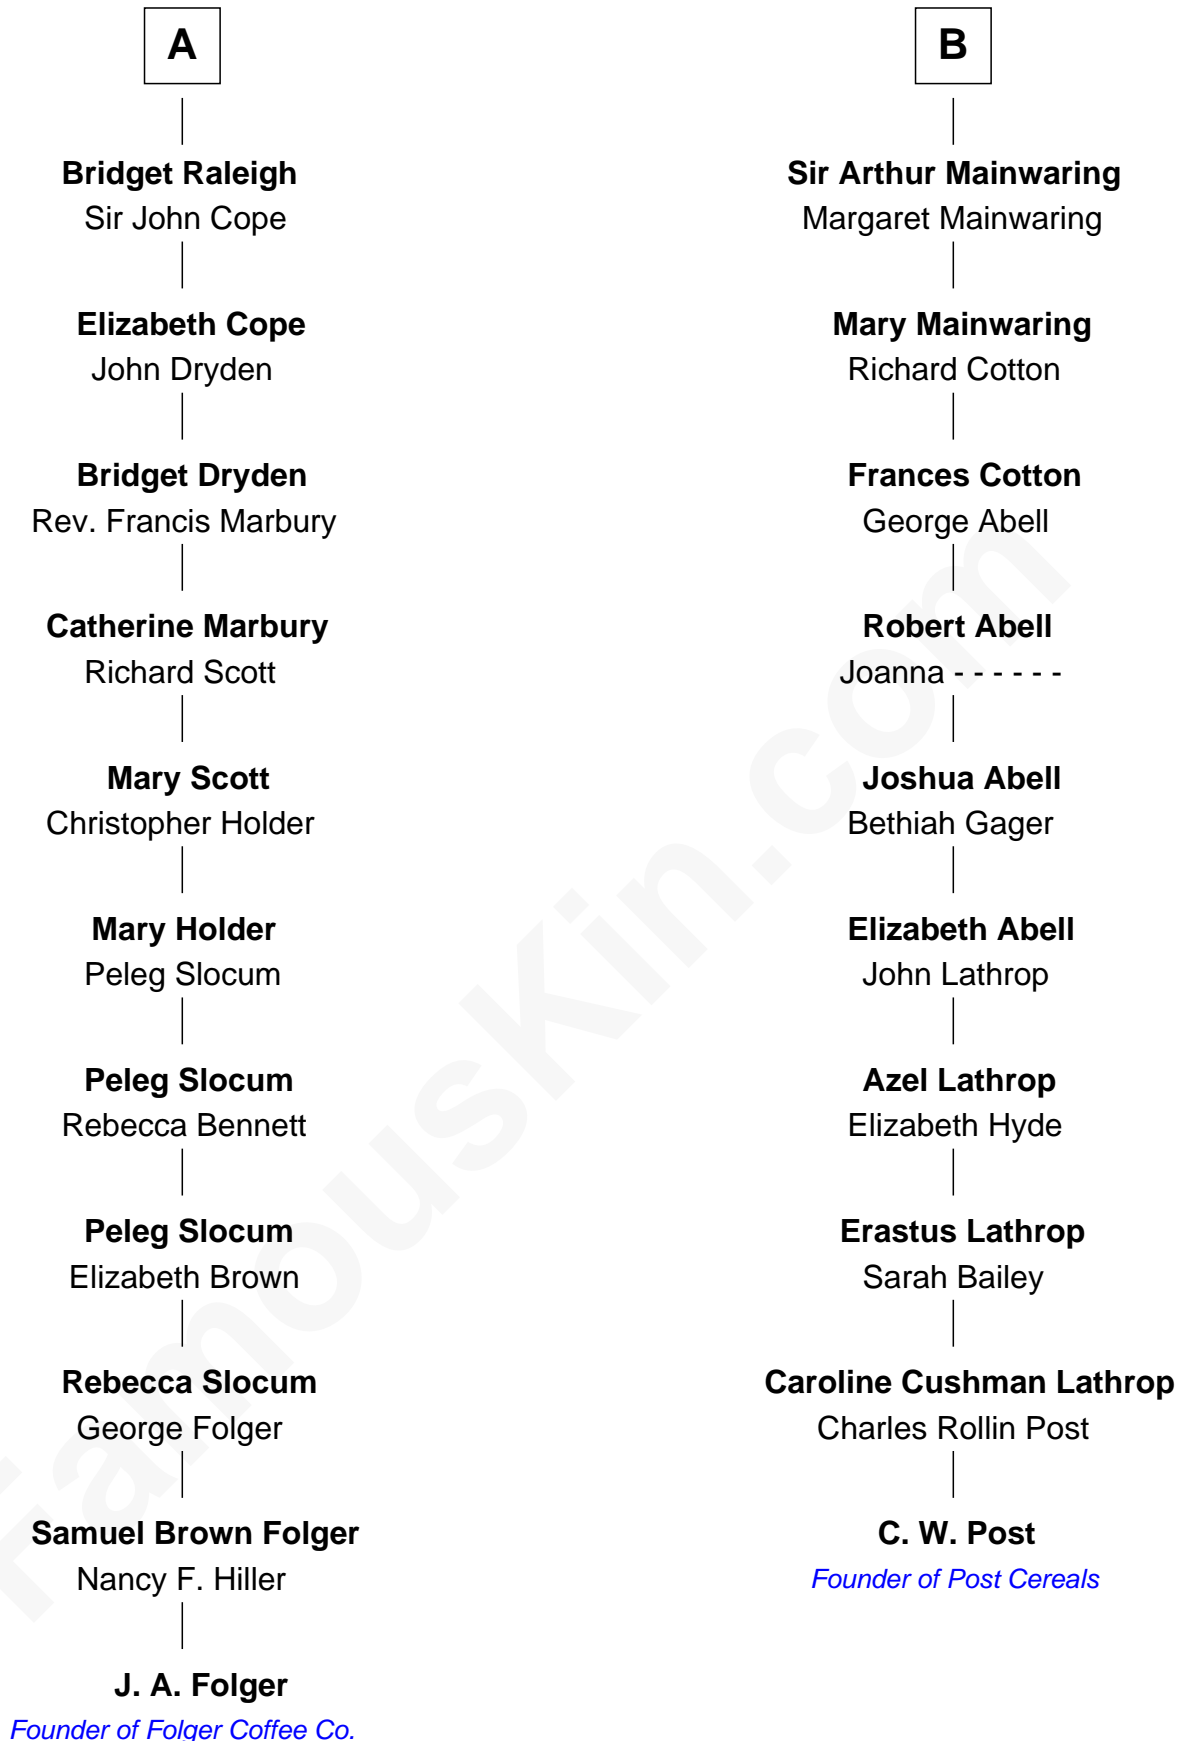 A
Bridget Raleigh
Sir John Cope
Elizabeth Cope
John Dryden
Bridget Dryden
Rev. Francis Marbury
Catherine Marbury
Richard Scott
Mary Scott
Christopher Holder
Mary Holder
Peleg Slocum
Peleg Slocum
Rebecca Bennett
Peleg Slocum
Elizabeth Brown
Rebecca Slocum
George Folger
Samuel Brown Folger
Nancy F. Hiller
J. A. Folger
Founder of Folger Coffee Co.
B
Sir Arthur Mainwaring
Margaret Mainwaring
Mary Mainwaring
Richard Cotton
Frances Cotton
George Abell
Robert Abell
Joanna - - - - - -
Joshua Abell
Bethiah Gager
Elizabeth Abell
John Lathrop
Azel Lathrop
Elizabeth Hyde
Erastus Lathrop
Sarah Bailey
Caroline Cushman Lathrop
Charles Rollin Post
C. W. Post
Founder of Post Cereals
FamousKin.com